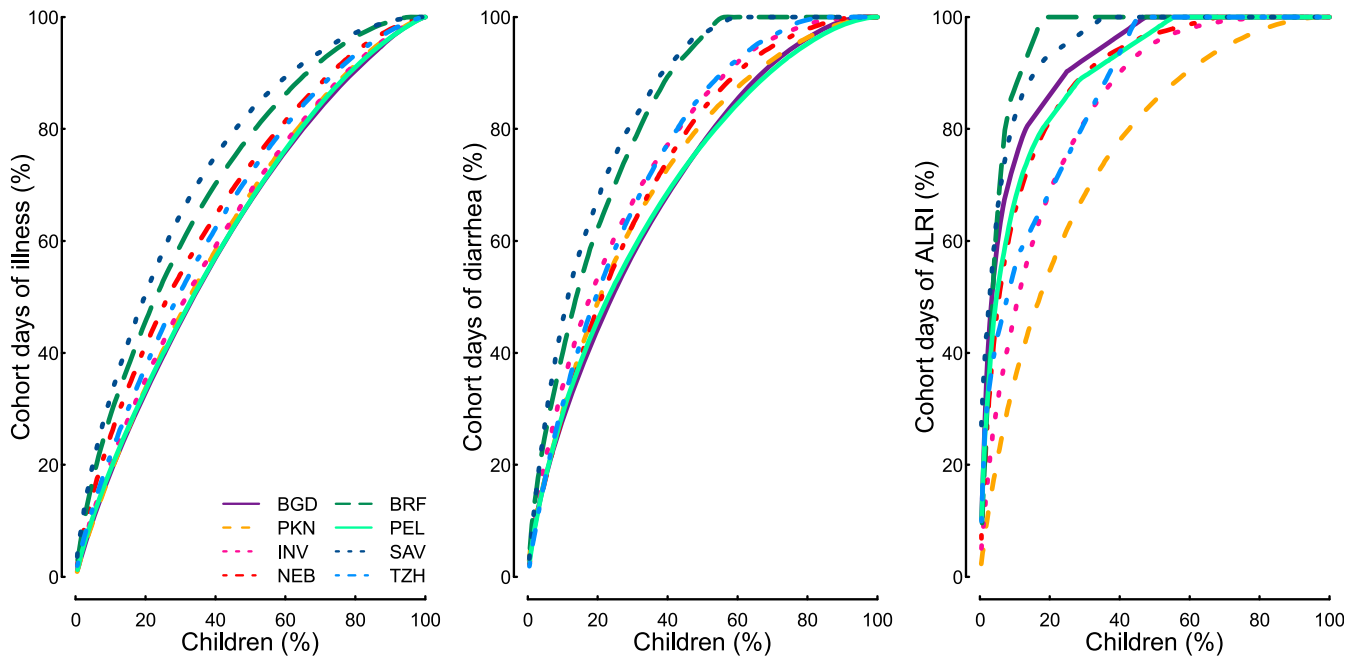 Cohort days of illness (%)
100
80
60
40
20
0
BGD
PKN
INV
NEB
BRF
PEL
SAV
TZH
0 20 40 60 80 100
Children (%)
Cohort days of diarrhea (%)
100
80
60
40
20
0
0 20 40 60 80 100
Children (%)
Cohort days of ALRI (%)
100
80
60
40
20
0
0 20 40 60 80 100
Children (%)